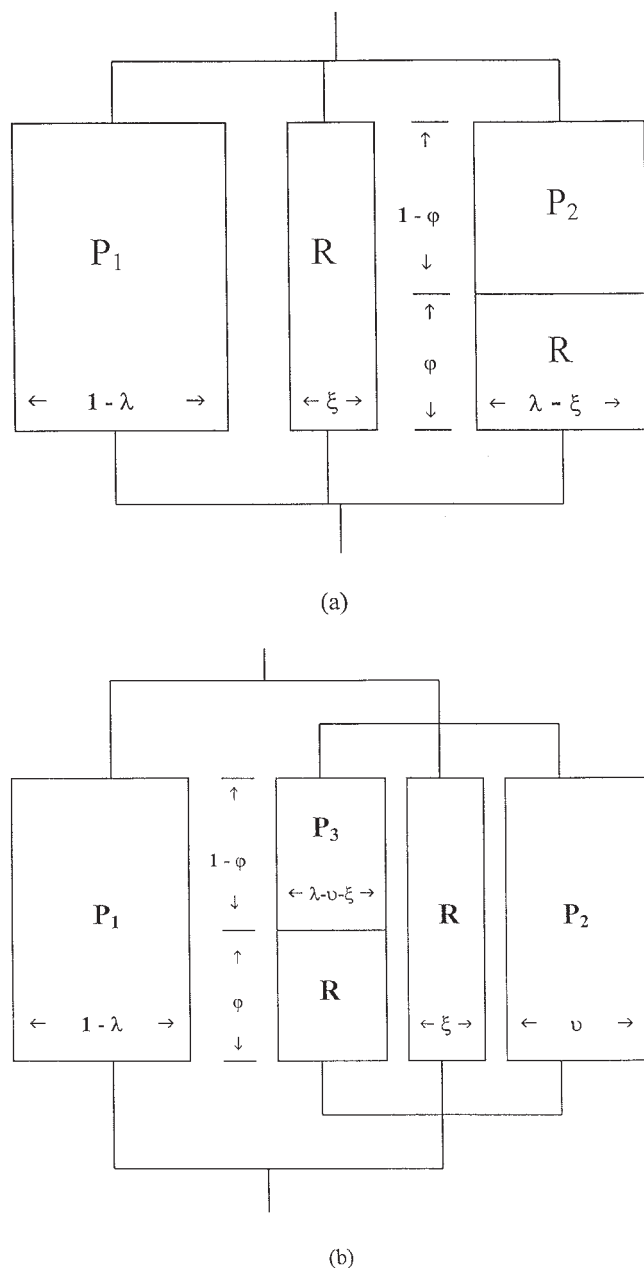 P₁
← 1 - λ →
R
← ξ →
↑
1 - φ
↓
↑
φ
↓
P₂
R
← λ - ξ →
(a)
P₁
← 1 - λ →
↑
1 - φ
↓
↑
φ
↓
P₃
← λ-υ-ξ →
R
R
← ξ →
P₂
← υ →
(b)